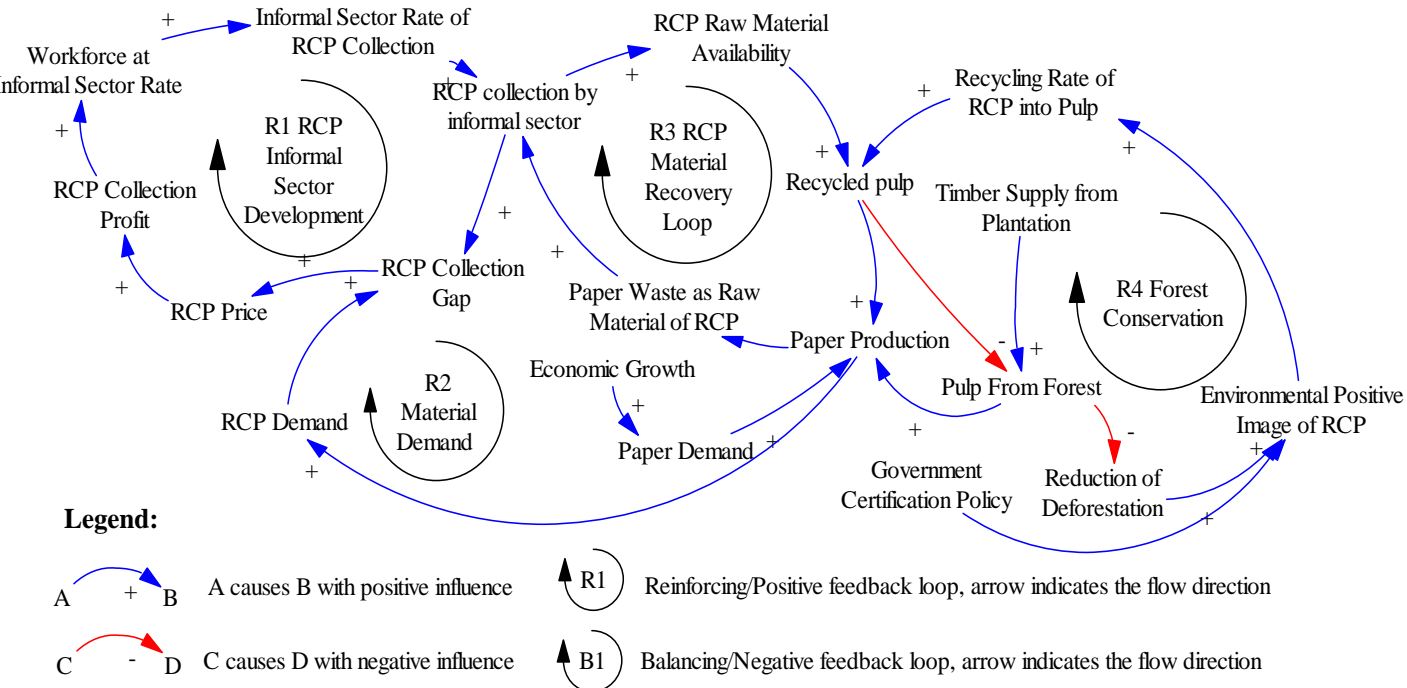 Informal Sector Rate of
RCP Collection
+
Workforce at
Informal Sector Rate
+
RCP Collection
Profit
+
RCP Price
+
R1 RCP
Informal
Sector
Development
+
RCP collection by
informal sector
+
RCP Collection
Gap
+
RCP Demand
+
R2
Material
Demand
+
RCP Raw Material
Availability
+
R3 RCP
Material
Recovery
Loop
+
Paper Waste as Raw
Material of RCP
Economic Growth
+
Paper Demand
+
Recycling Rate of
RCP into Pulp
+
+
Recycled pulp
+
Paper Production
+
Timber Supply from
Plantation
-
+
Pulp From Forest
R4 Forest
Conservation
+
-
Reduction of
Deforestation
Government
Certification Policy
Environmental Positive
Image of RCP
+
+
Legend:
A
+
B
A causes B with positive influence
R1
Reinforcing/Positive feedback loop, arrow indicates the flow direction
C
-
D
C causes D with negative influence
B1
Balancing/Negative feedback loop, arrow indicates the flow direction